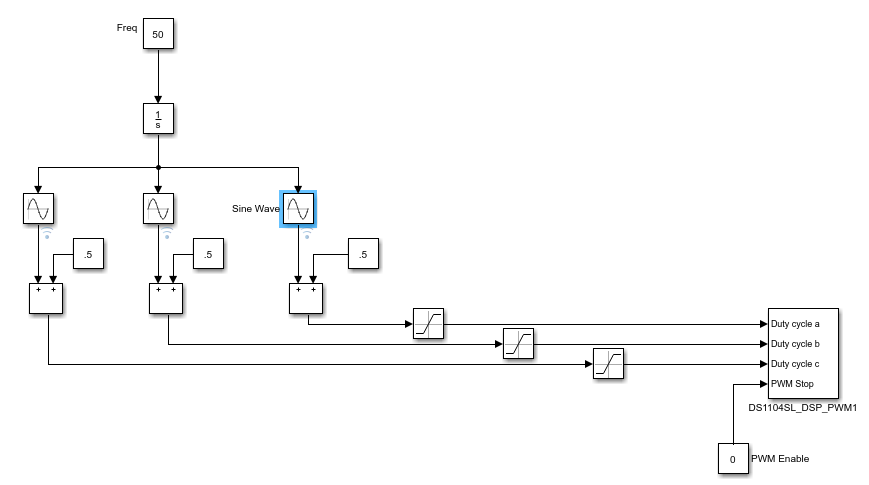 Freq
50
1
s
Sine Wave
.5
.5
.5
+ +
+ +
+ +
Duty cycle a
Duty cycle b
Duty cycle c
PWM Stop
DS1104SL_DSP_PWM1
0
PWM Enable